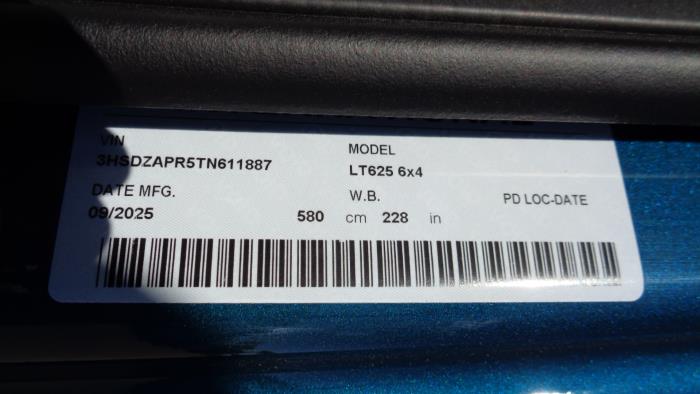 VIN MODEL
3HSDZAPR5TN611887 LT625 6x4
DATE MFG. W.B. PD LOC-DATE
09/2025 580 cm 228 in